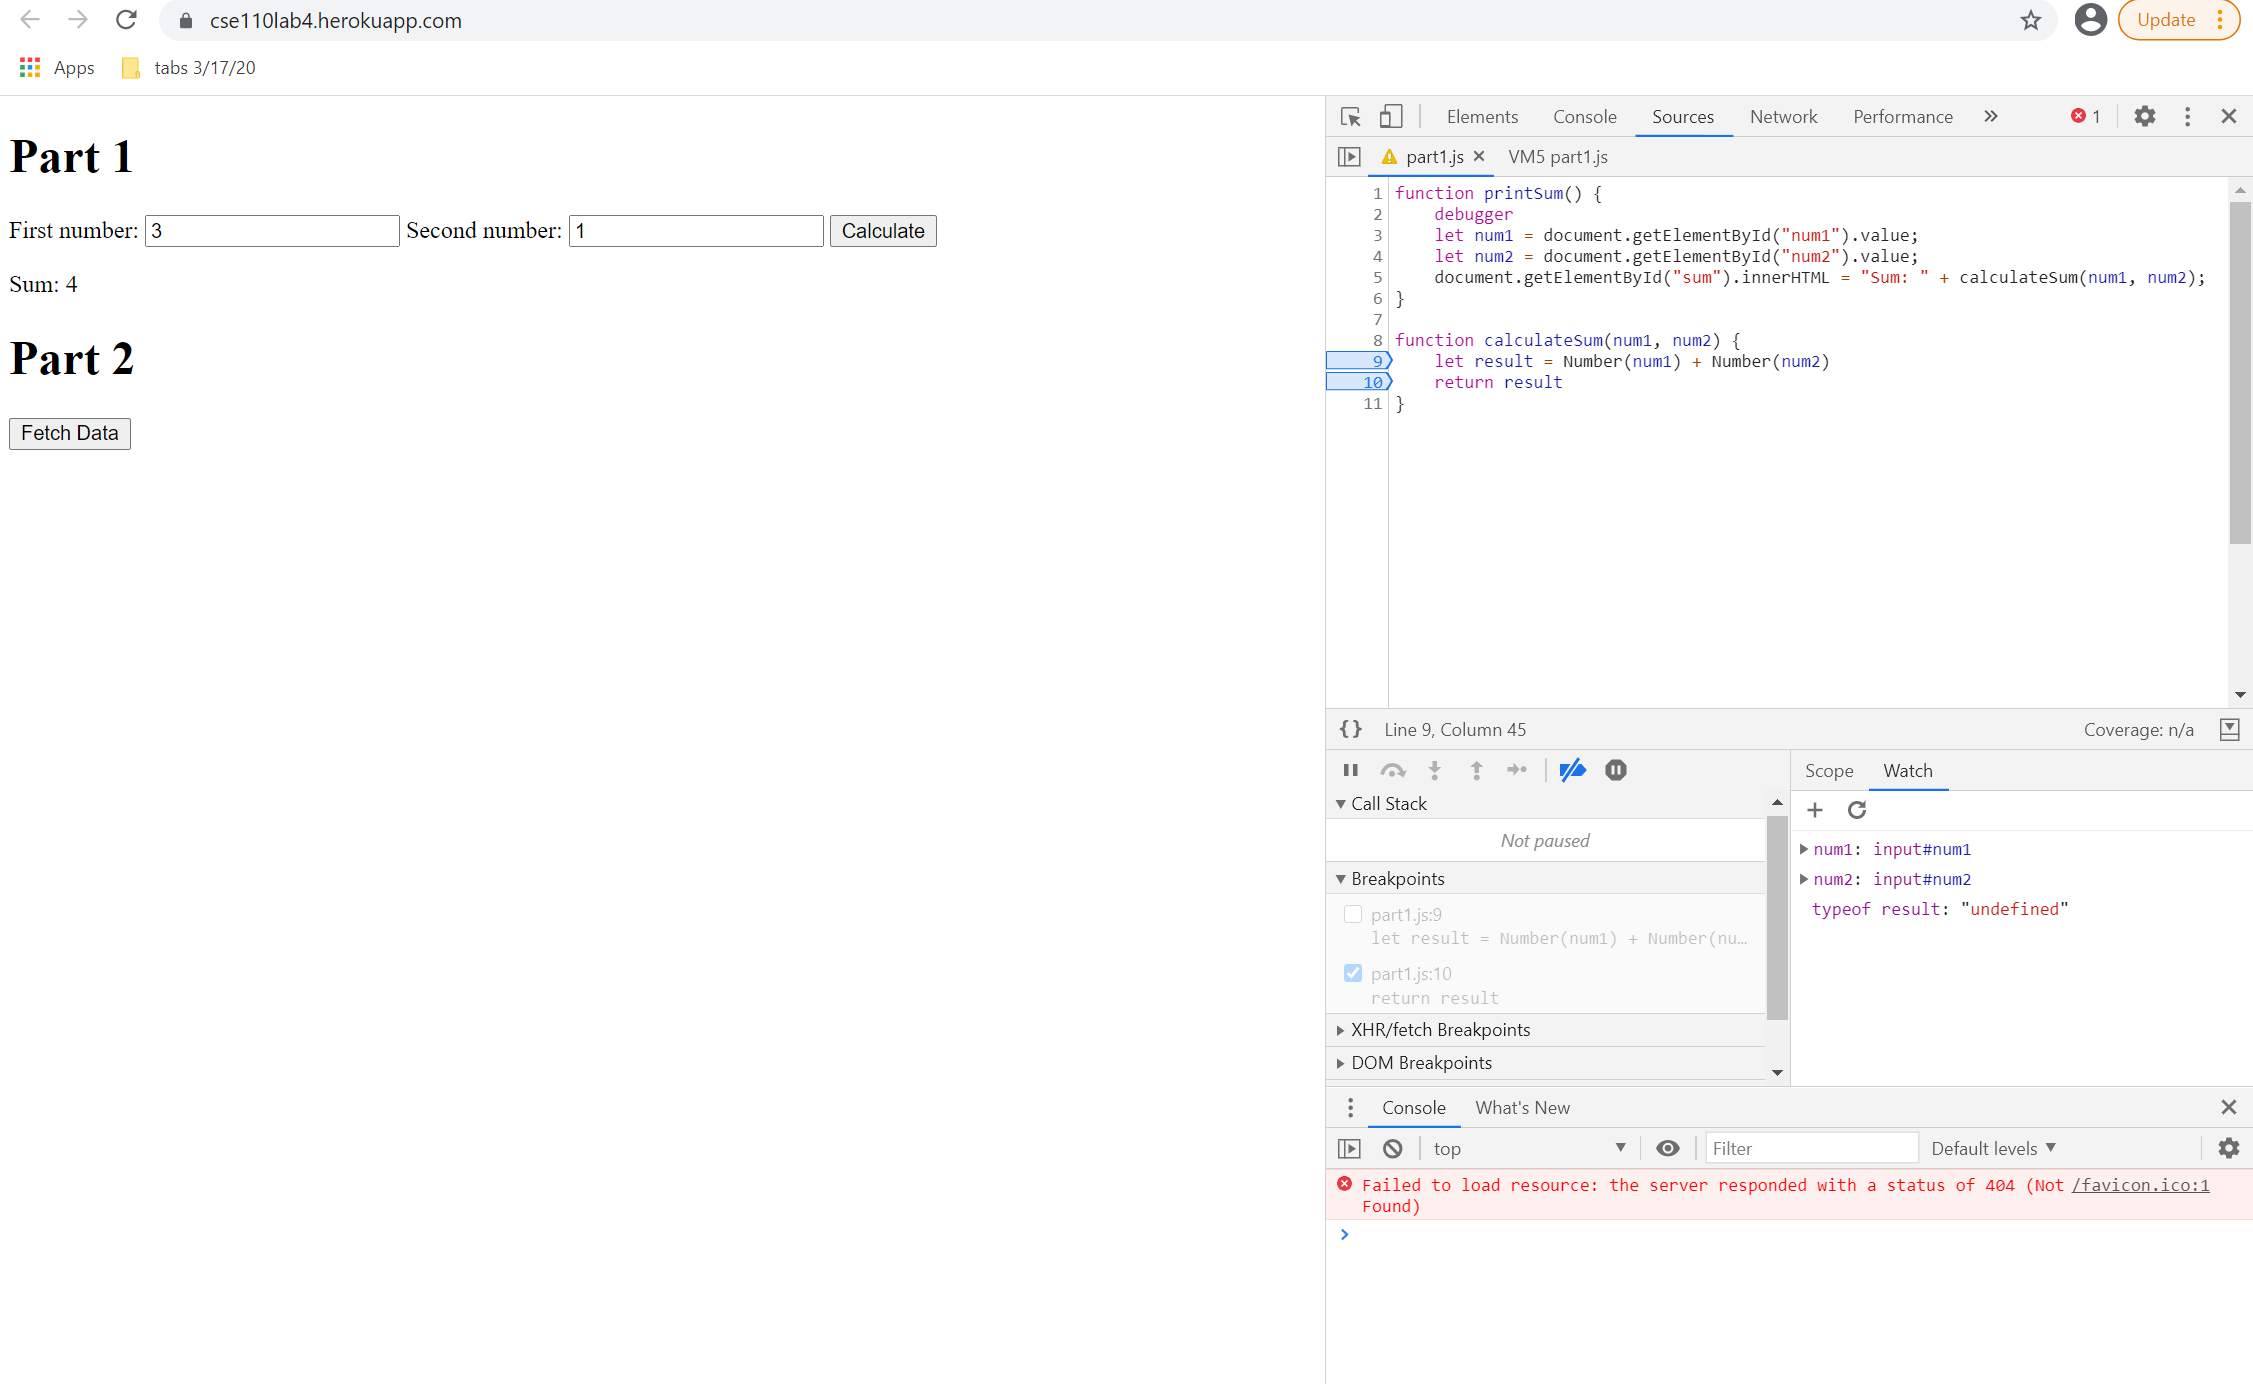 cse110lab4.herokuapp.com
Update
Apps
tabs 3/17/20
Part 1
First number: 3 Second number: 1 Calculate
Sum: 4
Part 2
Fetch Data
Elements Console Sources Network Performance » 1
part1.js × VM5 part1.js
1 function printSum() {
2 debugger
3 let num1 = document.getElementById("num1").value;
4 let num2 = document.getElementById("num2").value;
5 document.getElementById("sum").innerHTML = "Sum: " + calculateSum(num1, num2);
6 }
7
8 function calculateSum(num1, num2) {
9 let result = Number(num1) + Number(num2)
10 return result
11 }
{} Line 9, Column 45 Coverage: n/a
Scope Watch
Call Stack
Not paused
Breakpoints
part1.js:9
let result = Number(num1) + Number(nu…
part1.js:10
return result
XHR/fetch Breakpoints
DOM Breakpoints
num1: input#num1
num2: input#num2
typeof result: "undefined"
Console What's New
top Filter Default levels
Failed to load resource: the server responded with a status of 404 (Not /favicon.ico:1
Found)